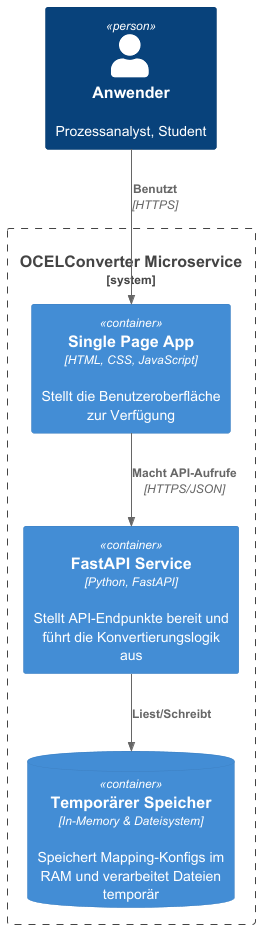 «person»
Anwender
Prozessanalyst, Student
Benutzt
[HTTPS]
OCELConverter Microservice
[system]
«container»
Single Page App
[HTML, CSS, JavaScript]
Stellt die Benutzeroberfläche
zur Verfügung
Macht API-Aufrufe
[HTTPS/JSON]
«container»
FastAPI Service
[Python, FastAPI]
Stellt API-Endpunkte bereit und
führt die Konvertierungslogik
aus
Liest/Schreibt
«container»
Temporärer Speicher
[In-Memory & Dateisystem]
Speichert Mapping-Konfigs im
RAM und verarbeitet Dateien
temporär